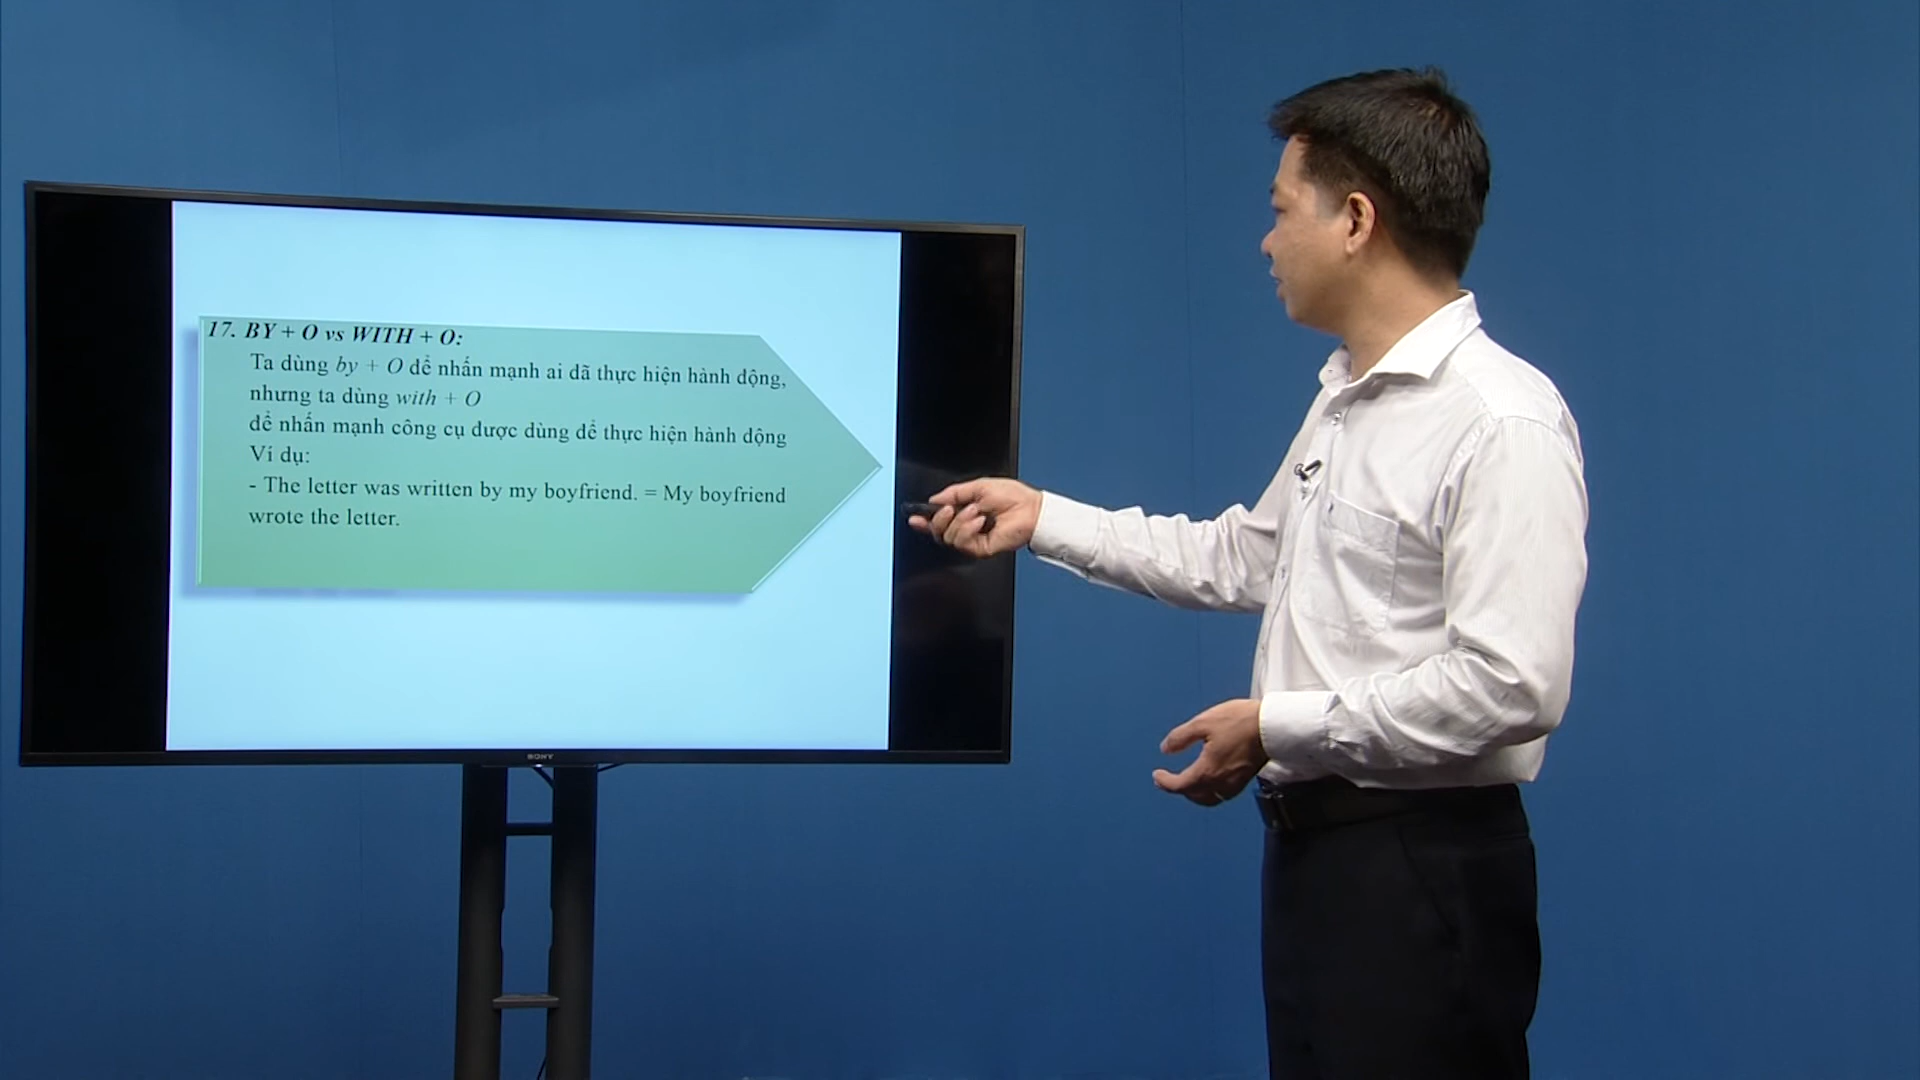 17. BY + O vs WITH + O:
Ta dùng by + O để nhấn mạnh ai đã thực hiện hành động,
nhưng ta dùng with + O
để nhấn mạnh công cụ được dùng để thực hiện hành động
Ví dụ:
- The letter was written by my boyfriend. = My boyfriend
wrote the letter.
SONY